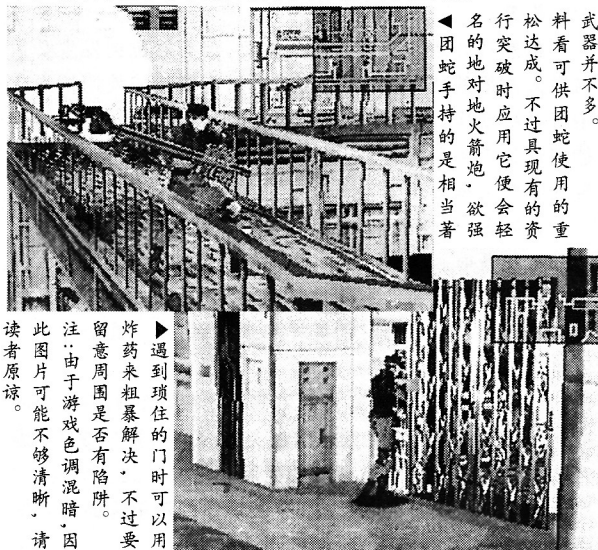 ◀团蛇手持的是相当著
名的地对地火箭炮,欲强
行突破时应用它便会轻
松达成。不过具现有的资
料看可供团蛇使用的重
武器并不多。
▶遇到琐住的门时可以用
炸药来粗暴解决,不过要
留意周围是否有陷阱。
注:由于游戏色调混暗,因
此图片可能不够清晰,请
读者原谅。